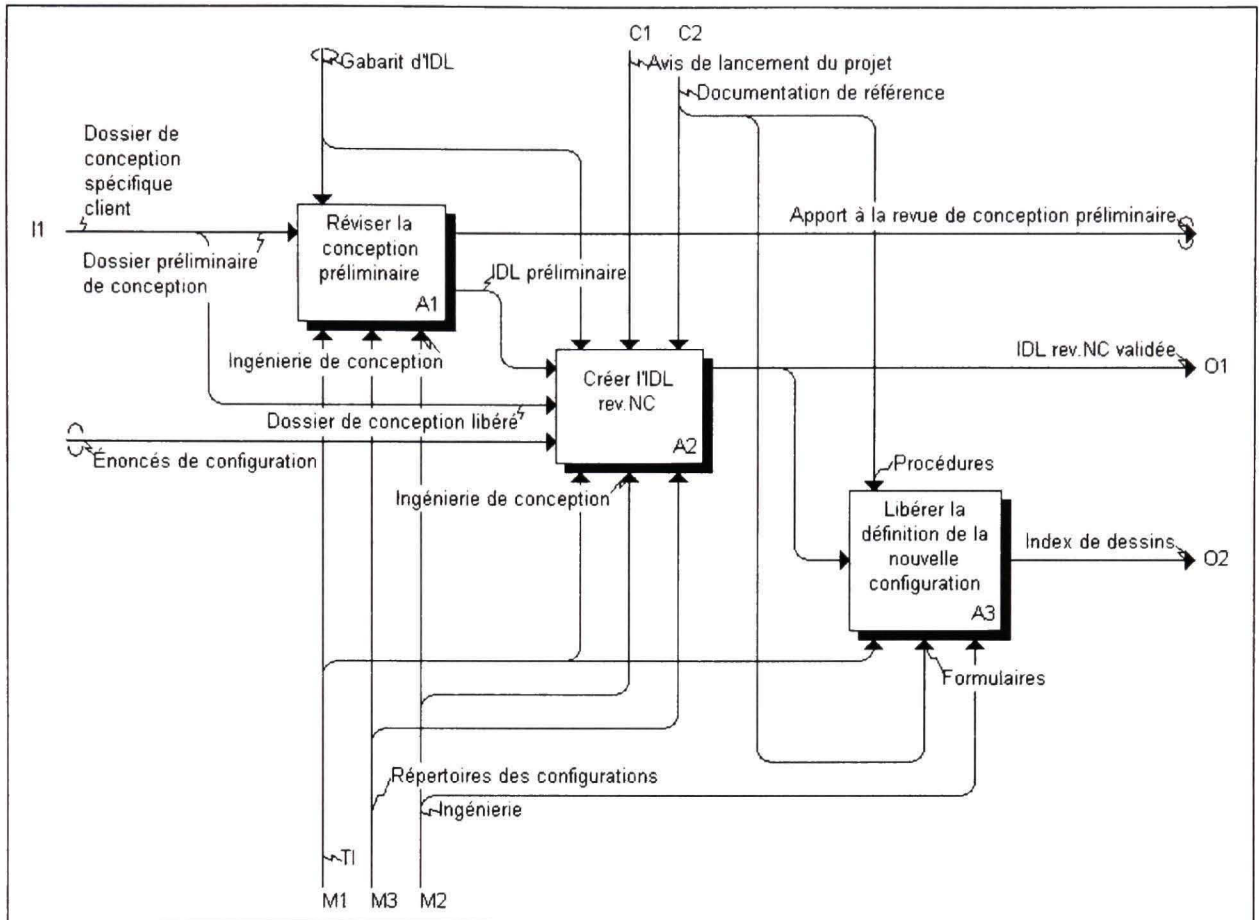 C1 C2
Gabarit d'IDL
Avis de lancement du projet
Documentation de référence
Dossier de
conception
spécifique
client
I1
Réviser la
conception
préliminaire
A1
Apport à la revue de conception préliminaire
Dossier préliminaire
de conception
IDL préliminaire
Ingénierie de conception
IDL rev.NC validée
O1
Créer l'IDL
rev.NC
A2
Dossier de conception libéré
Énoncés de configuration
Procédures
Ingénierie de conception
Libérer la
définition de la
nouvelle
configuration
A3
Index de dessins
O2
Formulaires
Répertoires des configurations
Ingénierie
TI
M1 M3 M2